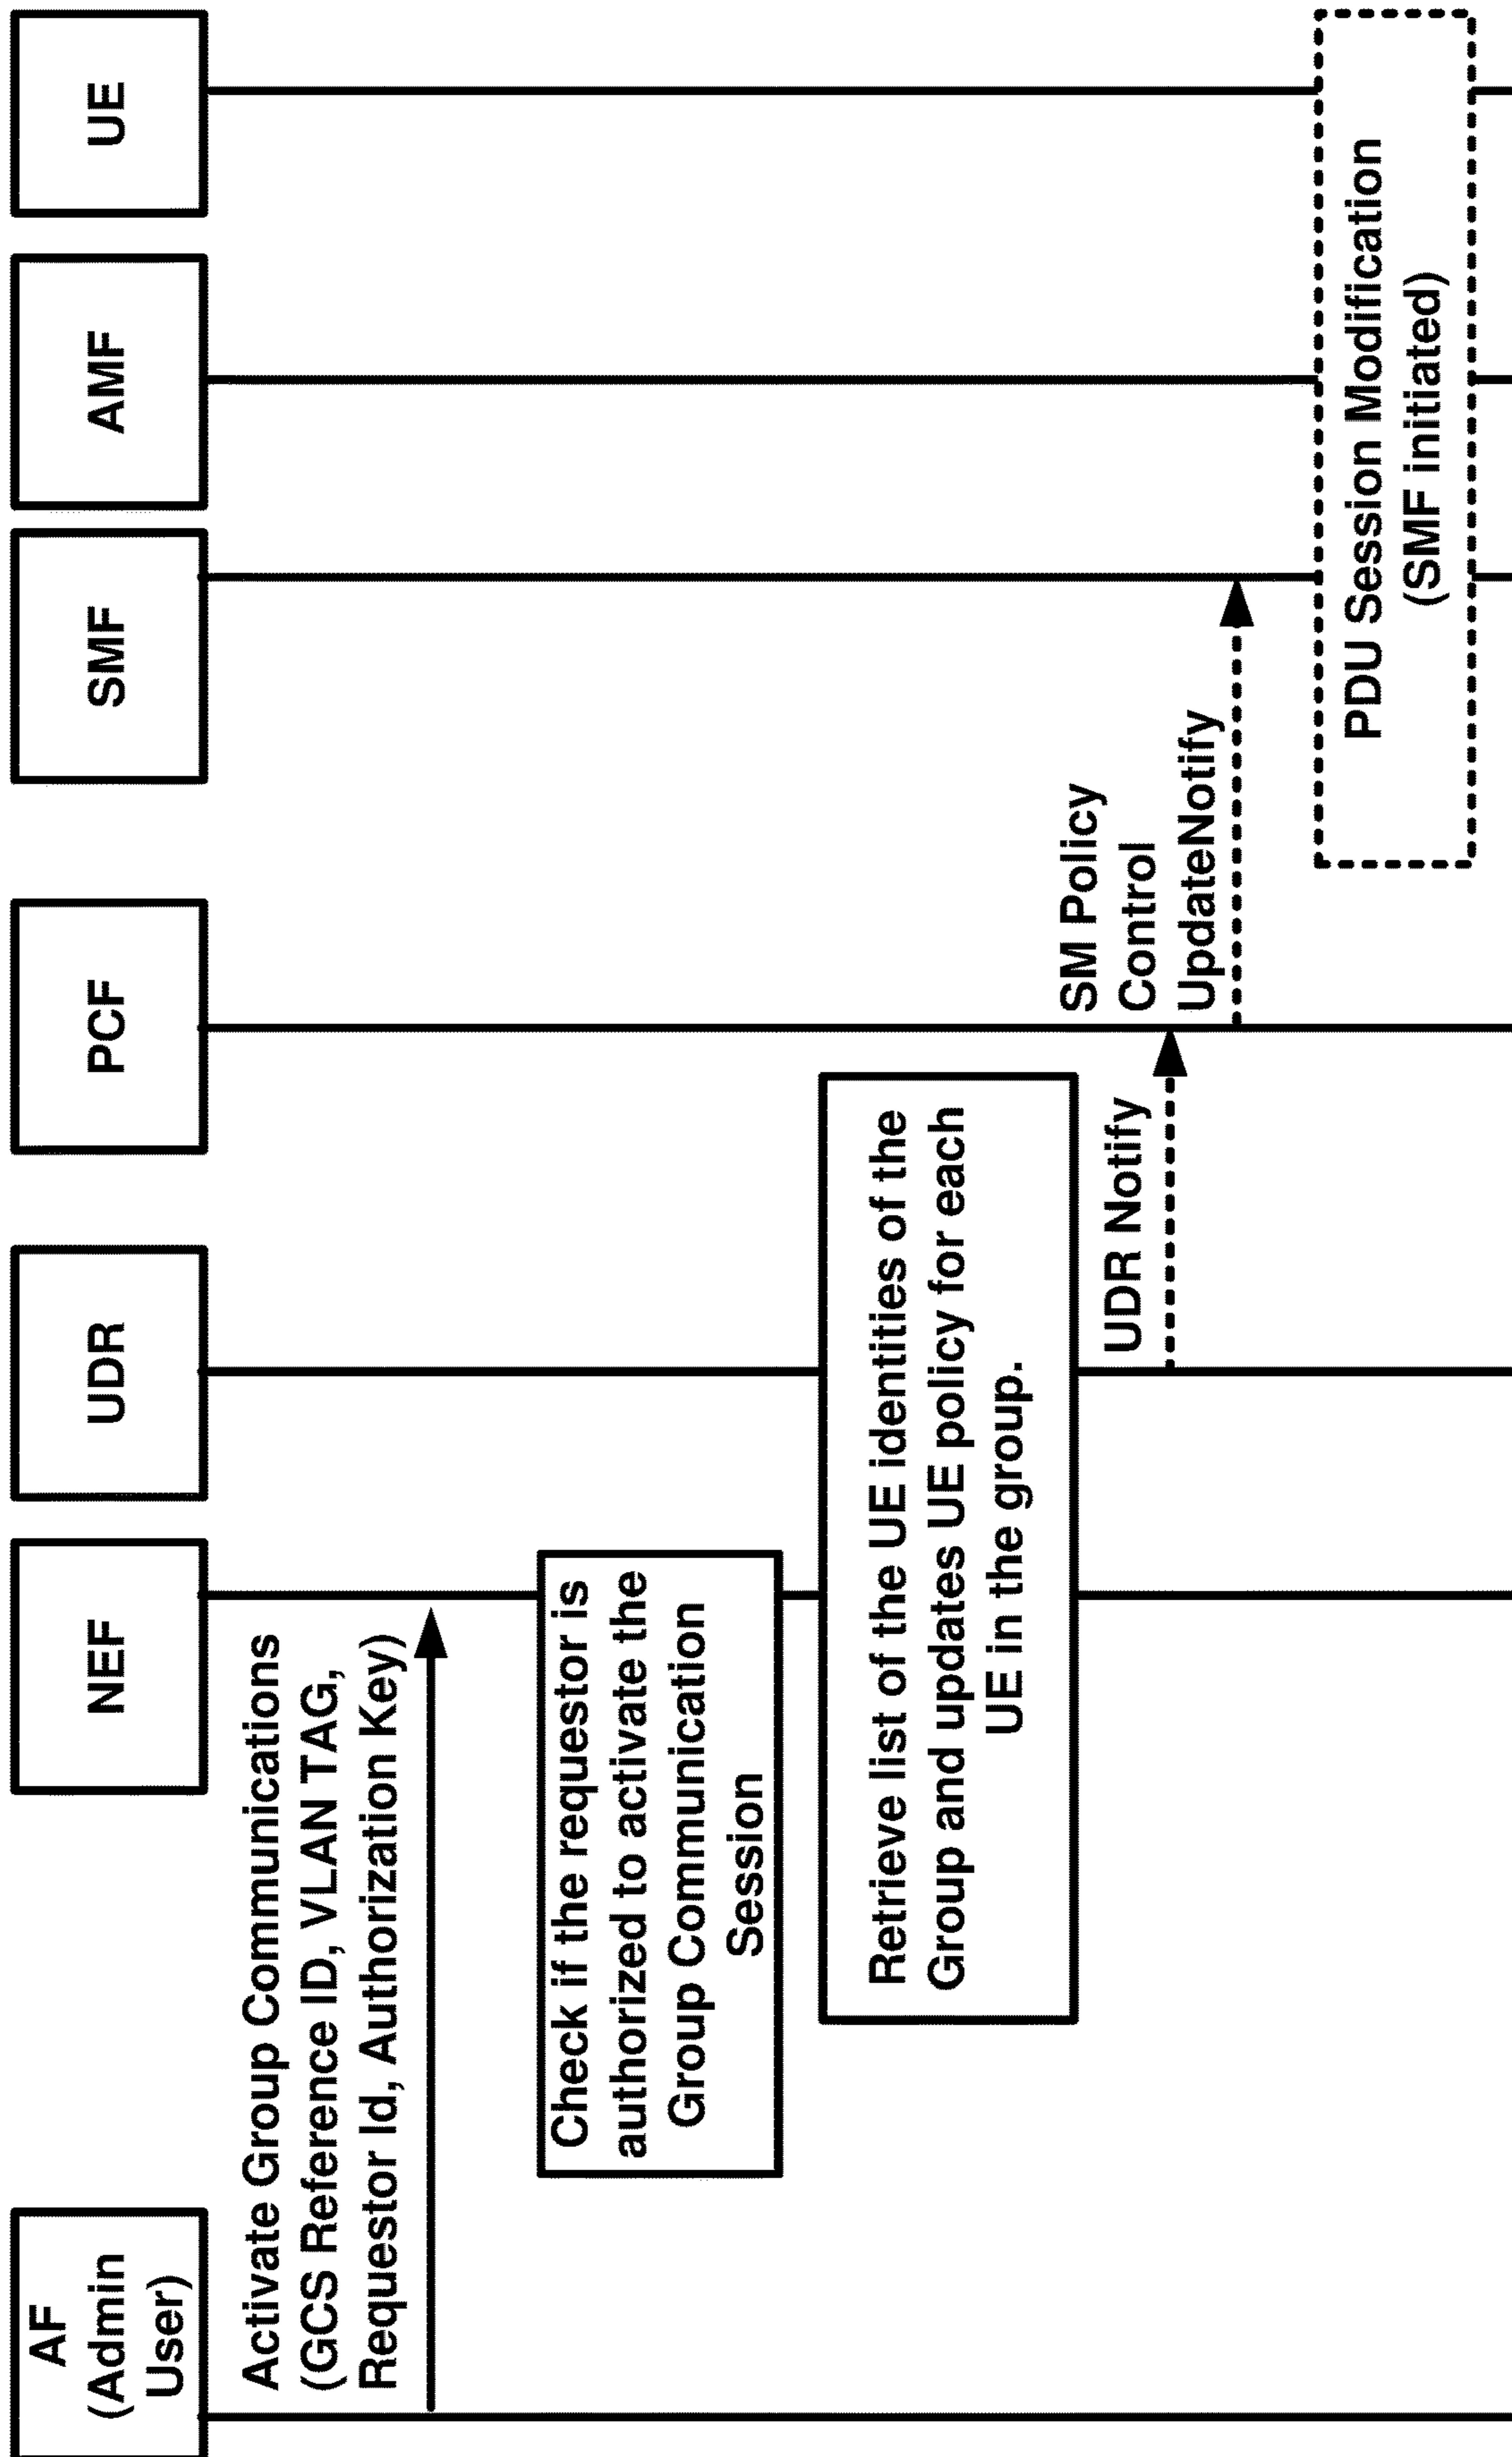 AF
(Admin
User)
NEF
UDR
PCF
SMF
AMF
UE
Activate Group Communications
(GCS Reference ID, VLAN TAG,
Requestor Id, Authorization Key)
Check if the requestor is
authorized to activate the
Group Communication
Session
Retrieve list of the UE identities of the
Group and updates UE policy for each
UE in the group.
UDR Notify
SM Policy
Control
UpdateNotify
PDU Session Modification
(SMF initiated)